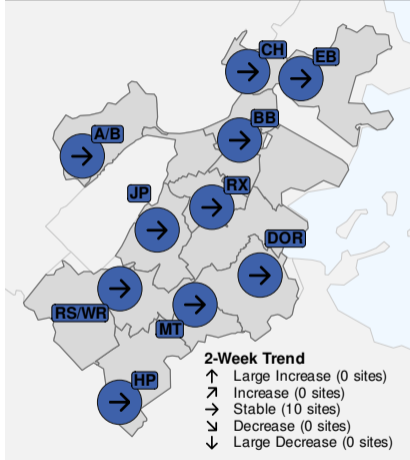 CH
EB
BB
A/B
JP
RX
DOR
RS/WR
MT
HP
2-Week Trend
↑ Large Increase (0 sites)
↗ Increase (0 sites)
→ Stable (10 sites)
↘ Decrease (0 sites)
↓ Large Decrease (0 sites)